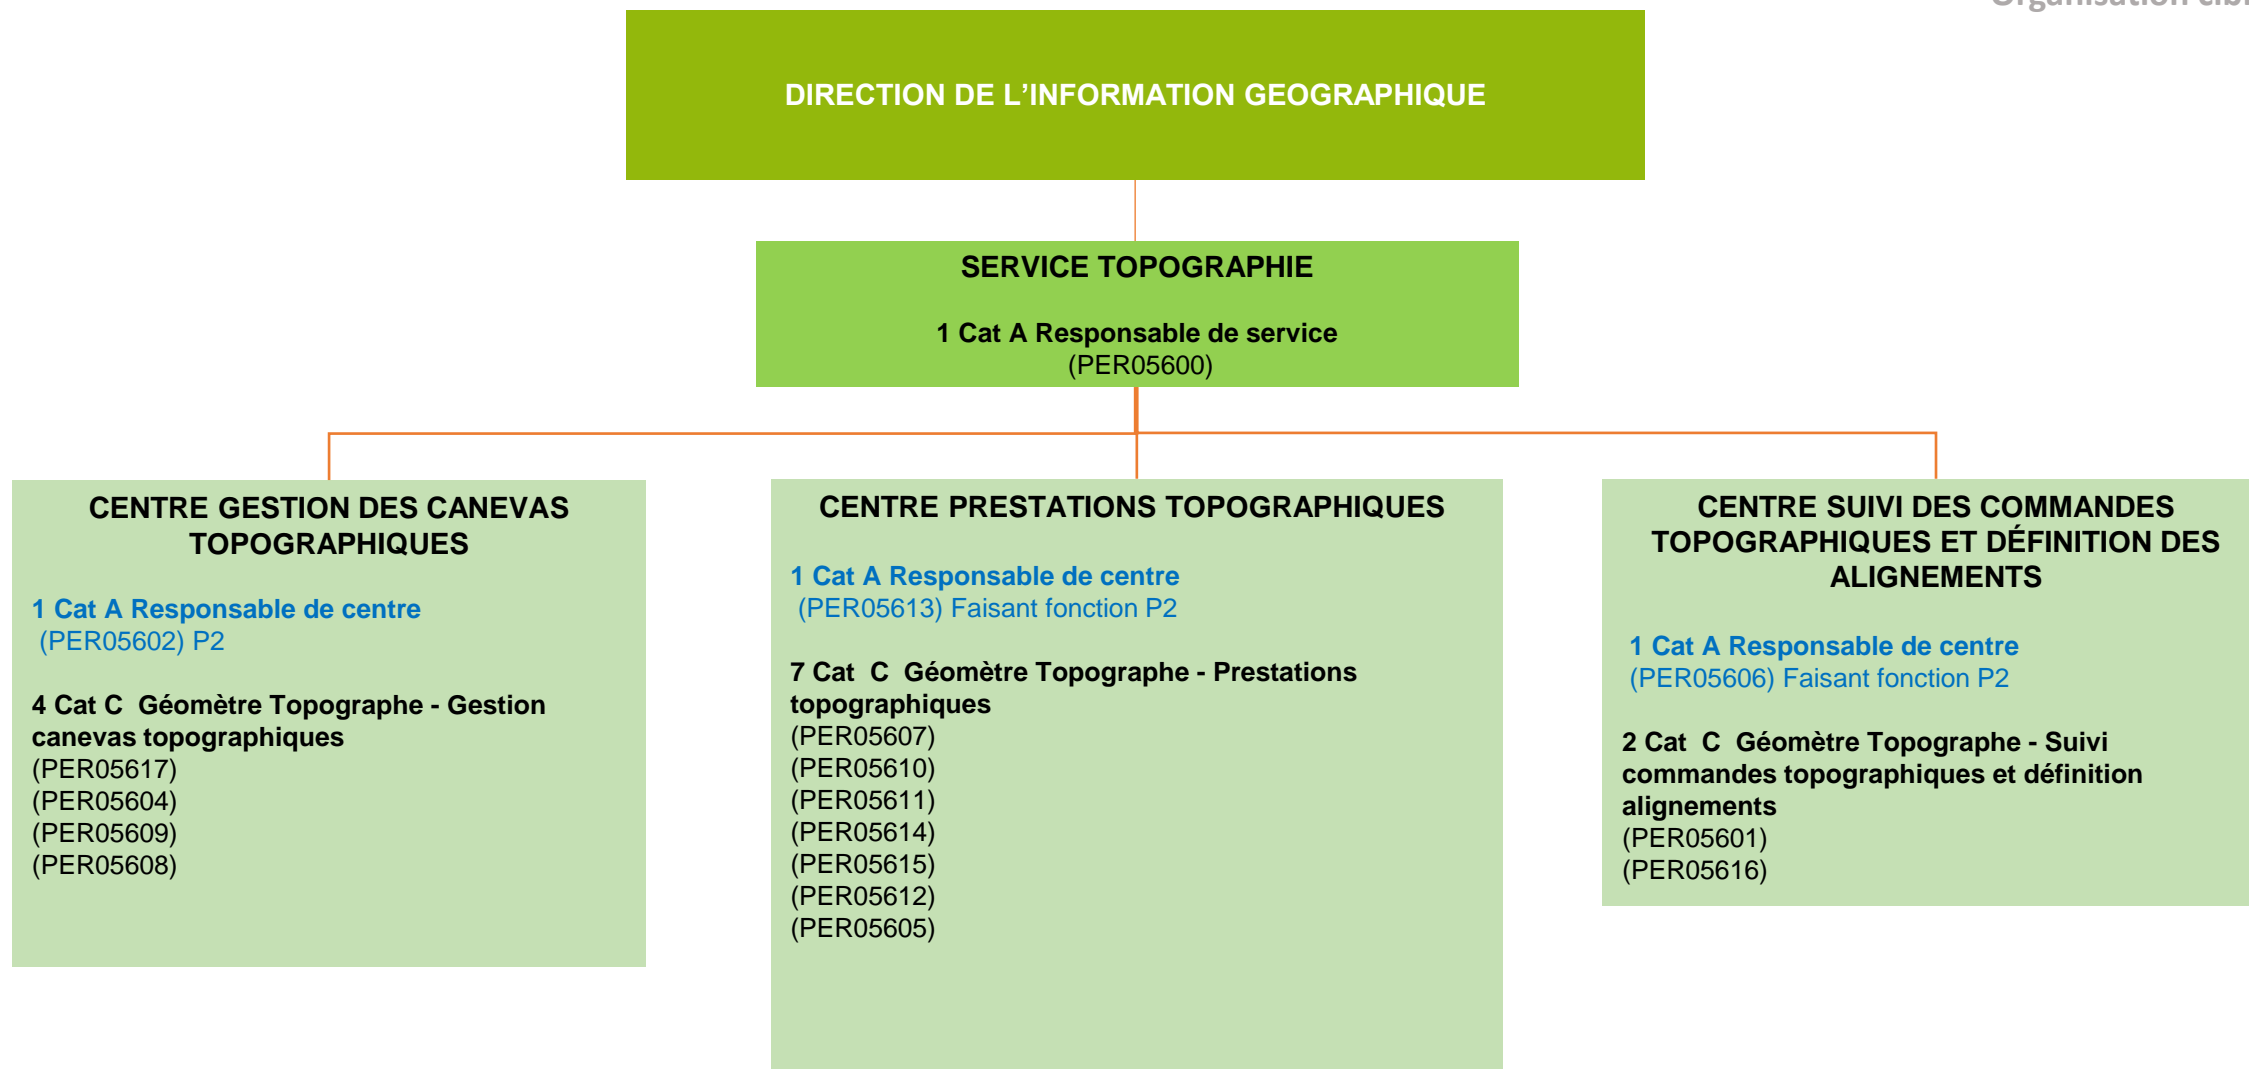 Organisation
DIRECTION DE L'INFORMATION GEOGRAPHIQUE
SERVICE TOPOGRAPHIE
1 Cat A Responsable de service
(PER05600)
CENTRE GESTION DES CANEVAS
TOPOGRAPHIQUES
1 Cat A Responsable de centre
(PER05602) P2
4 Cat C  Géomètre Topographe - Gestion
canevas topographiques
(PER05617)
(PER05604)
(PER05609)
(PER05608)
CENTRE PRESTATIONS TOPOGRAPHIQUES
1 Cat A Responsable de centre
(PER05613) Faisant fonction P2
7 Cat  C  Géomètre Topographe - Prestations
topographiques
(PER05607)
(PER05610)
(PER05611)
(PER05614)
(PER05615)
(PER05612)
(PER05605)
CENTRE SUIVI DES COMMANDES
TOPOGRAPHIQUES ET DÉFINITION DES
ALIGNEMENTS
1 Cat A Responsable de centre
(PER05606) Faisant fonction P2
2 Cat  C  Géomètre Topographe - Suivi
commandes topographiques et définition
alignements
(PER05601)
(PER05616)